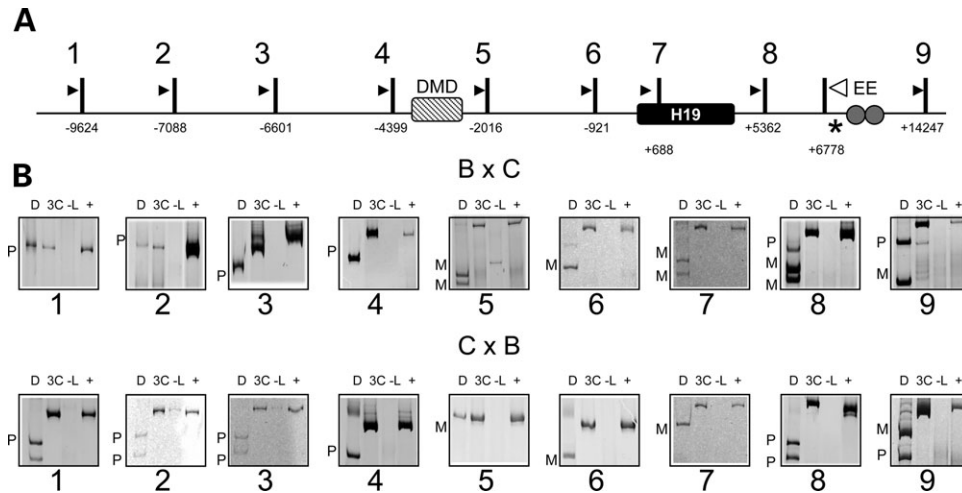 A
1 2 3 4 5 6 7 8 9
DMD EE
H19
-9624 -7088 -6601 -4399 -2016 -921 +5362 * +14247
+688 +6778
B
B x C
D 3C -L + D 3C -L + D 3C -L + D 3C -L + D 3C -L + D 3C -L + D 3C -L + D 3C -L + D 3C -L +
P P P P M M M M M P M M P M
1 2 3 4 5 6 7 8 9
C x B
D 3C -L + D 3C -L + D 3C -L + D 3C -L + D 3C -L + D 3C -L + D 3C -L + D 3C -L + D 3C -L +
P P P P P P P M M M P P M P
1 2 3 4 5 6 7 8 9